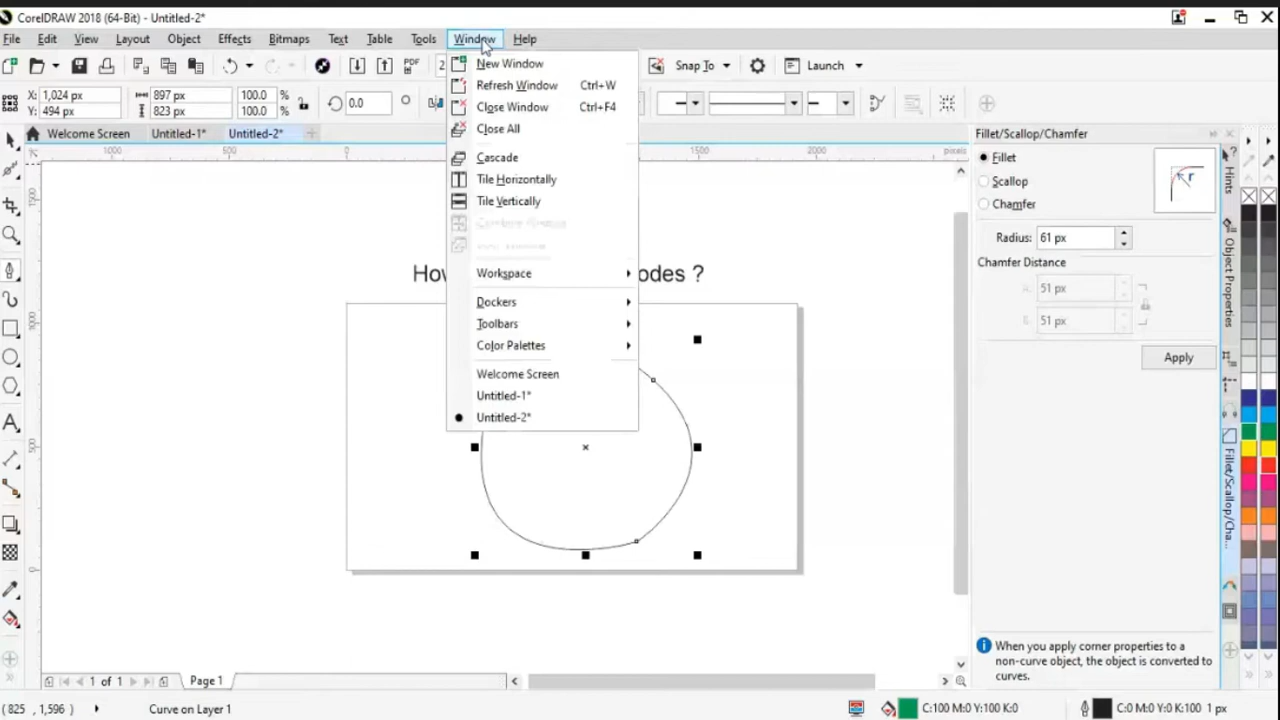 CorelDRAW 2018 (64-Bit) - Untitled-2*
File Edit View Layout Object Effects Bitmaps Text Table Tools Window Help
PDF 2 Snap To Launch
X: 1,024 px 897 px 100.0 % 0.0
Y: 494 px 823 px 100.0 %
Welcome Screen Untitled-1* Untitled-2*
1000 500 0 1500 2000 pixels
1500
1000
500
0
New Window
Refresh Window Ctrl+W
Close Window Ctrl+F4
Close All
Cascade
Tile Horizontally
Tile Vertically
Workspace
Dockers
Toolbars
Color Palettes
Welcome Screen
Untitled-1*
Untitled-2*
odes ?
Fillet/Scallop/Chamfer
Fillet
Scallop
Chamfer
r
Radius: 61 px
Chamfer Distance
A: 51 px
B: 51 px
Apply
When you apply corner properties to a
non-curve object, the object is converted to
curves.
Hints
Object Properties
Fillet/Scallop/Cha...
1 of 1 Page 1
(825 , 1,596) Curve on Layer 1 C:100 M:0 Y:100 K:0 C:0 M:0 Y:0 K:100 1 px